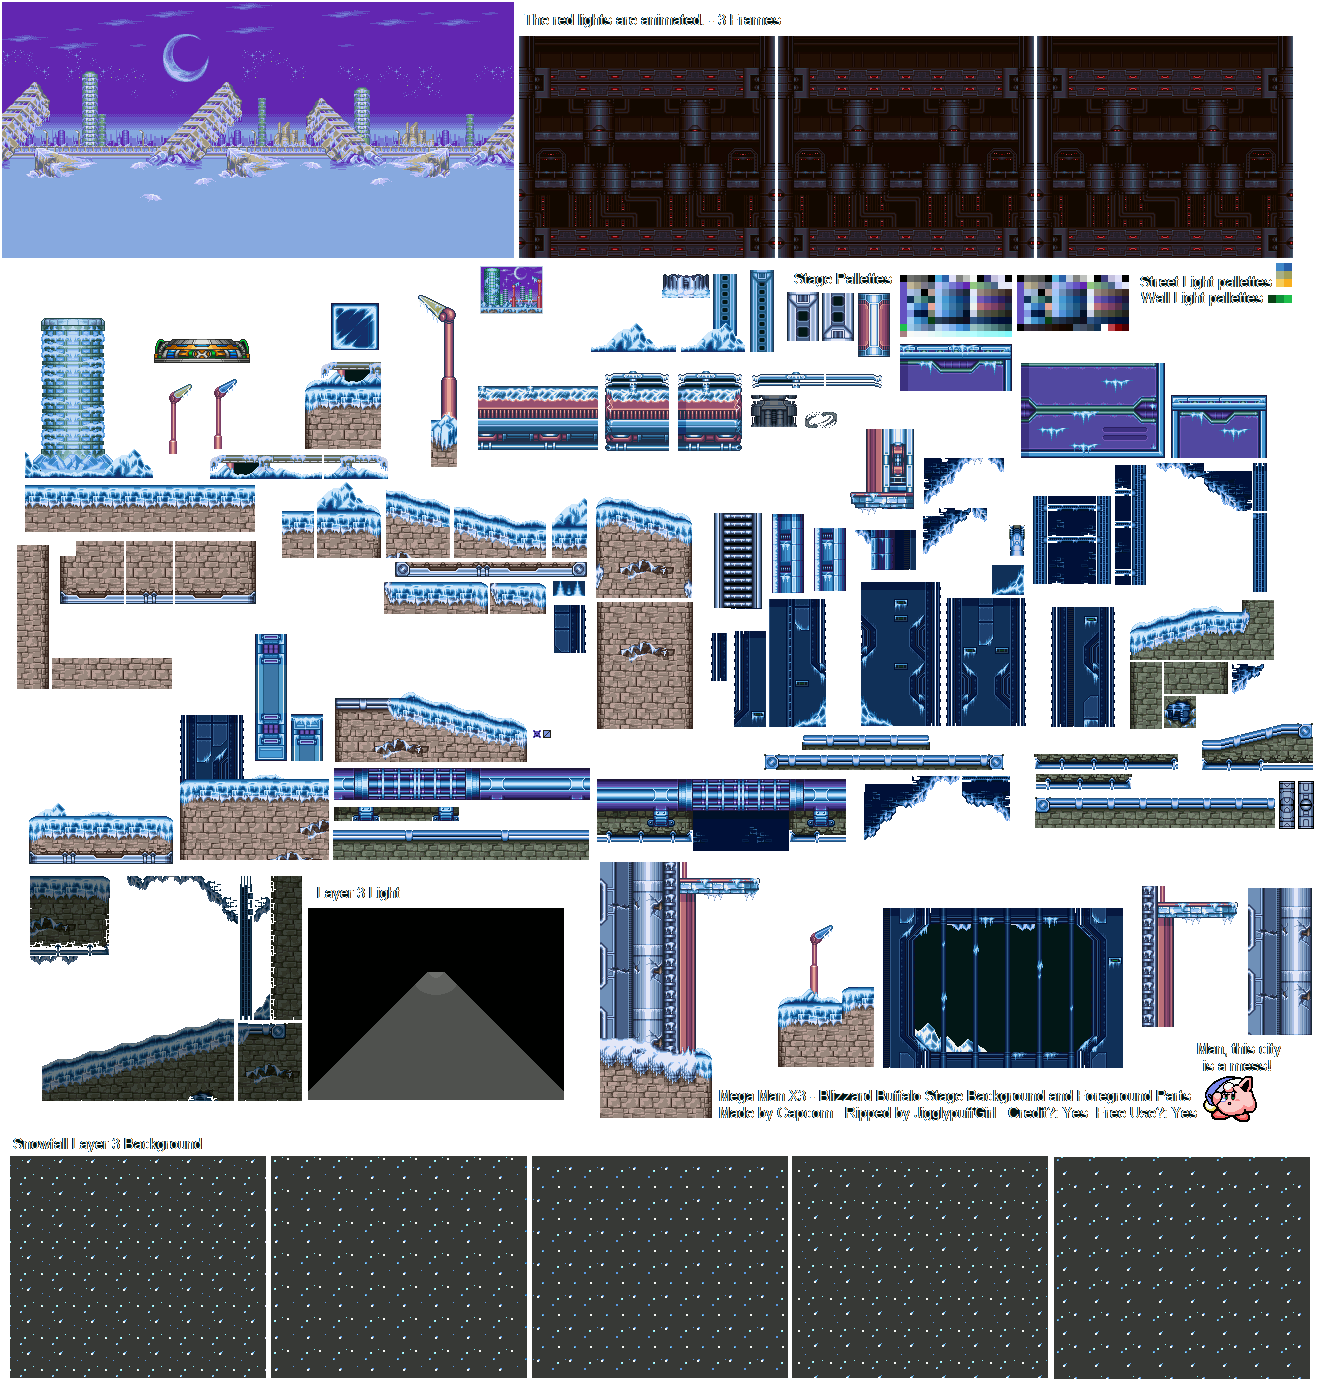 The red lights are animated. - 3 Frames
Stage Pallettes
Street Light palettes
Wall Light palettes
Layer 3 Light
Man, this city
is a mess!
Mega Man X3 - Blizzard Buffalo Stage Background and Foreground Parts
Made by Capcom Ripped by JigglypuffGirl Credit?: Yes Free Use?: Yes
Snowfall Layer 3 Background